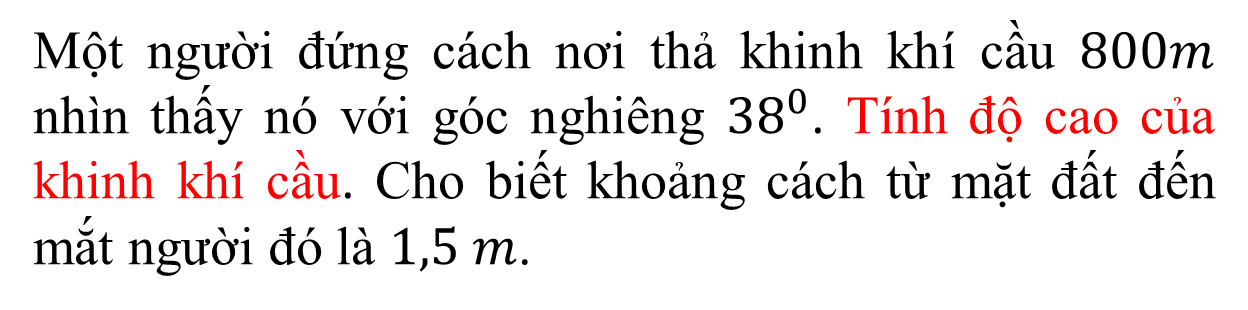 Một người đứng cách nơi thả khinh khí cầu 800m
nhìn thấy nó với góc nghiêng 38⁰. Tính độ cao của
khinh khí cầu. Cho biết khoảng cách từ mặt đất đến
mắt người đó là 1,5 m.